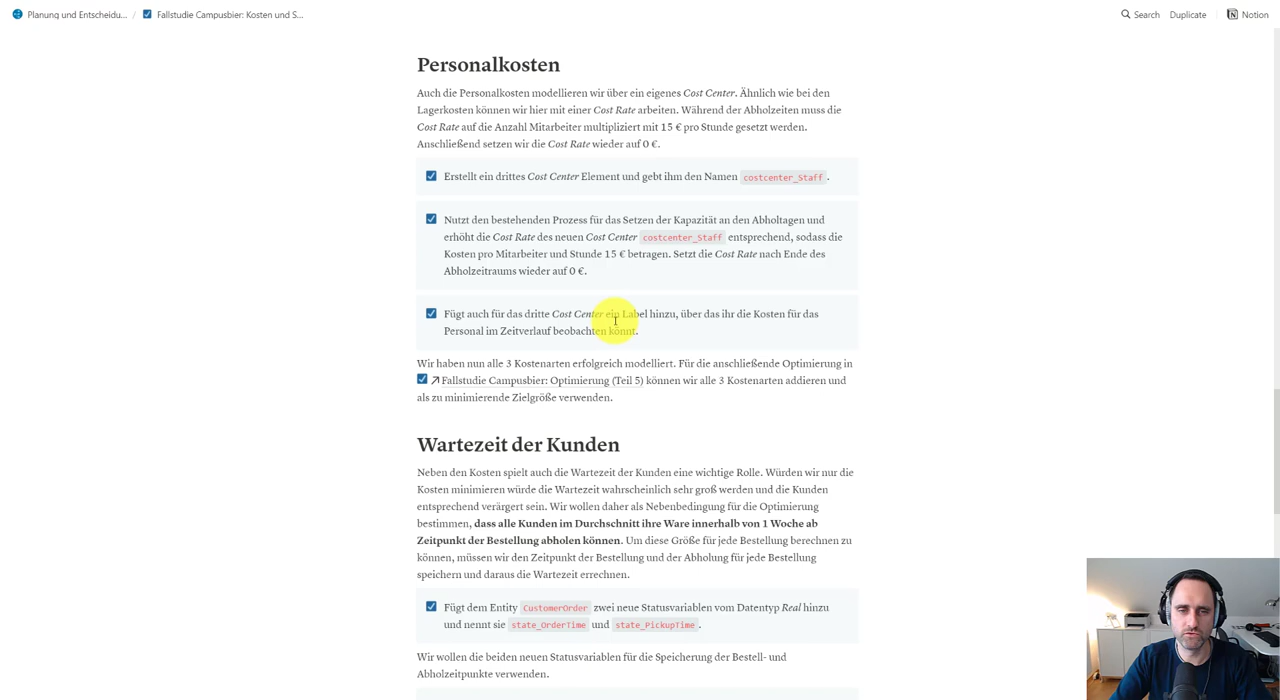 Planung und Entscheidu... / Fallstudie Campusbier: Kosten und S... Search Duplicate Notion
Personalkosten
Auch die Personalkosten modellieren wir über ein eigenes Cost Center. Ähnlich wie bei den
Lagerkosten können wir hier mit einer Cost Rate arbeiten. Während der Abholzeiten muss die
Cost Rate auf die Anzahl Mitarbeiter multipliziert mit 15 € pro Stunde gesetzt werden.
Anschließend setzen wir die Cost Rate wieder auf 0 €.
Erstellt ein drittes Cost Center Element und gebt ihm den Namen costcenter_Staff.
Nutzt den bestehenden Prozess für das Setzen der Kapazität an den Abholtagen und
erhöht die Cost Rate des neuen Cost Center costcenter_Staff entsprechend, sodass die
Kosten pro Mitarbeiter und Stunde 15 € betragen. Setzt die Cost Rate nach Ende des
Abholzeitraums wieder auf 0 €.
Fügt auch für das dritte Cost Center ein Label hinzu, über das ihr die Kosten für das
Personal im Zeitverlauf beobachten könnt.
Wir haben nun alle 3 Kostenarten erfolgreich modelliert. Für die anschließende Optimierung in
Fallstudie Campusbier: Optimierung (Teil 5) können wir alle 3 Kostenarten addieren und
als zu minimierende Zielgröße verwenden.
Wartezeit der Kunden
Neben den Kosten spielt auch die Wartezeit der Kunden eine wichtige Rolle. Würden wir nur die
Kosten minimieren würde die Wartezeit wahrscheinlich sehr groß werden und die Kunden
entsprechend verärgert sein. Wir wollen daher als Nebenbedingung für die Optimierung
bestimmen, dass alle Kunden im Durchschnitt ihre Ware innerhalb von 1 Woche ab
Zeitpunkt der Bestellung abholen können. Um diese Größe für jede Bestellung berechnen zu
können, müssen wir den Zeitpunkt der Bestellung und der Abholung für jede Bestellung
speichern und daraus die Wartezeit errechnen.
Fügt dem Entity CustomerOrder zwei neue Statusvariablen vom Datentyp Real hinzu
und nennt sie state_OrderTime und state_PickupTime.
Wir wollen die beiden neuen Statusvariablen für die Speicherung der Bestell- und
Abholzeitpunkte verwenden.